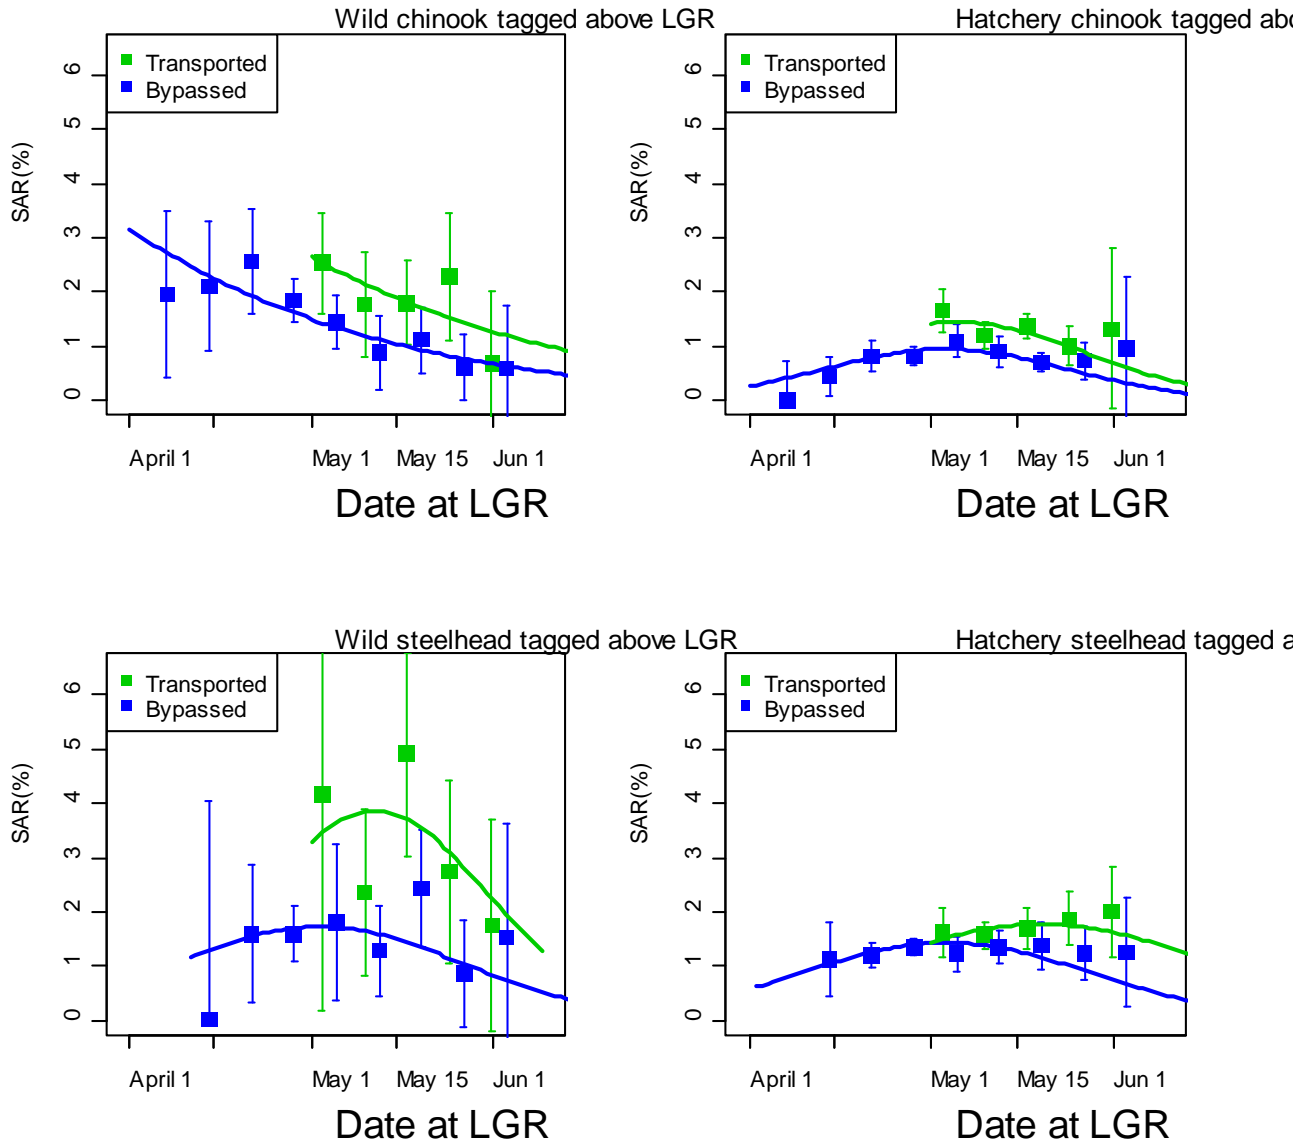 Wild chinook tagged above LGR
Transported
Bypassed
SAR(%)
6
5
4
3
2
1
0
April 1 May 1 May 15 Jun 1
Date at LGR
Hatchery chinook tagged abo
Transported
Bypassed
SAR(%)
6
5
4
3
2
1
0
April 1 May 1 May 15 Jun 1
Date at LGR
Wild steelhead tagged above LGR
Transported
Bypassed
SAR(%)
6
5
4
3
2
1
0
April 1 May 1 May 15 Jun 1
Date at LGR
Hatchery steelhead tagged a
Transported
Bypassed
SAR(%)
6
5
4
3
2
1
0
April 1 May 1 May 15 Jun 1
Date at LGR